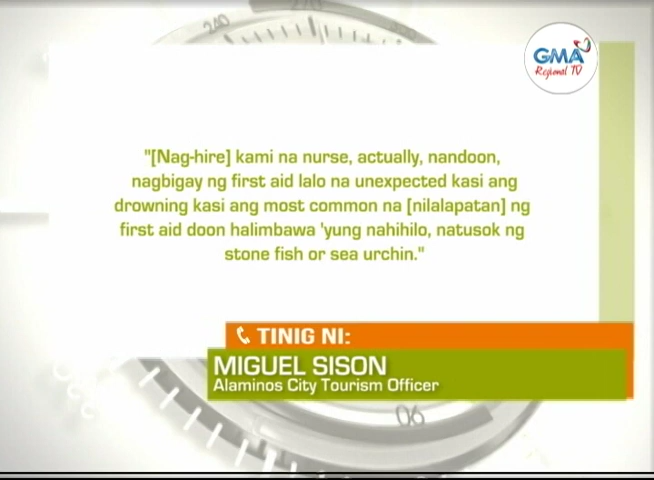 GMA
Regional TV
"[Nag-hire] kami na nurse, actually, nandoon,
nagbigay ng first aid lalo na unexpected kasi ang
drowning kasi ang most common na [nilalapatan] ng
first aid doon halimbawa 'yung nahihilo, natusok ng
stone fish or sea urchin."
TINIG NI:
MIGUEL SISON
Alaminos City Tourism Officer
06